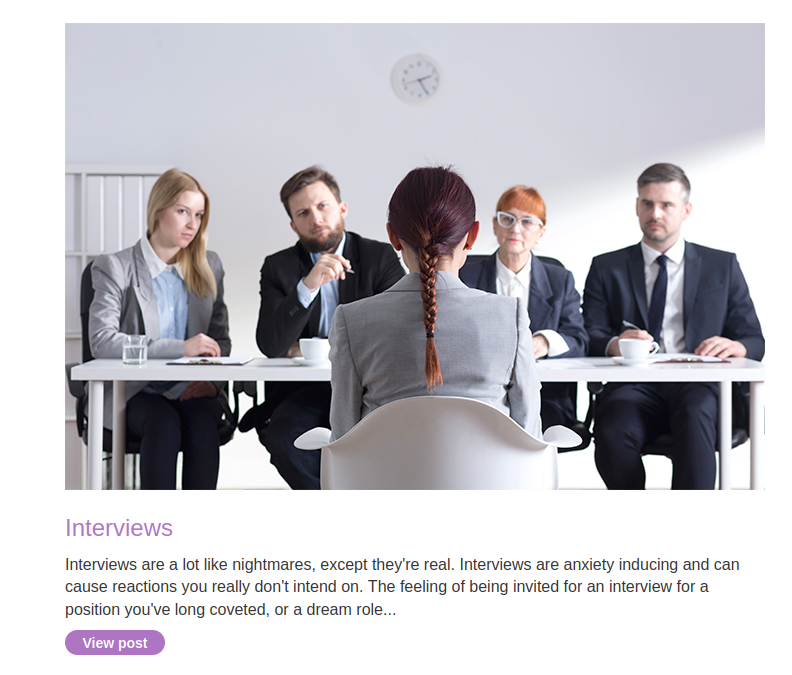 Interviews
Interviews are a lot like nightmares, except they're real. Interviews are anxiety inducing and can
cause reactions you really don't intend on. The feeling of being invited for an interview for a
position you've long coveted, or a dream role...
View post